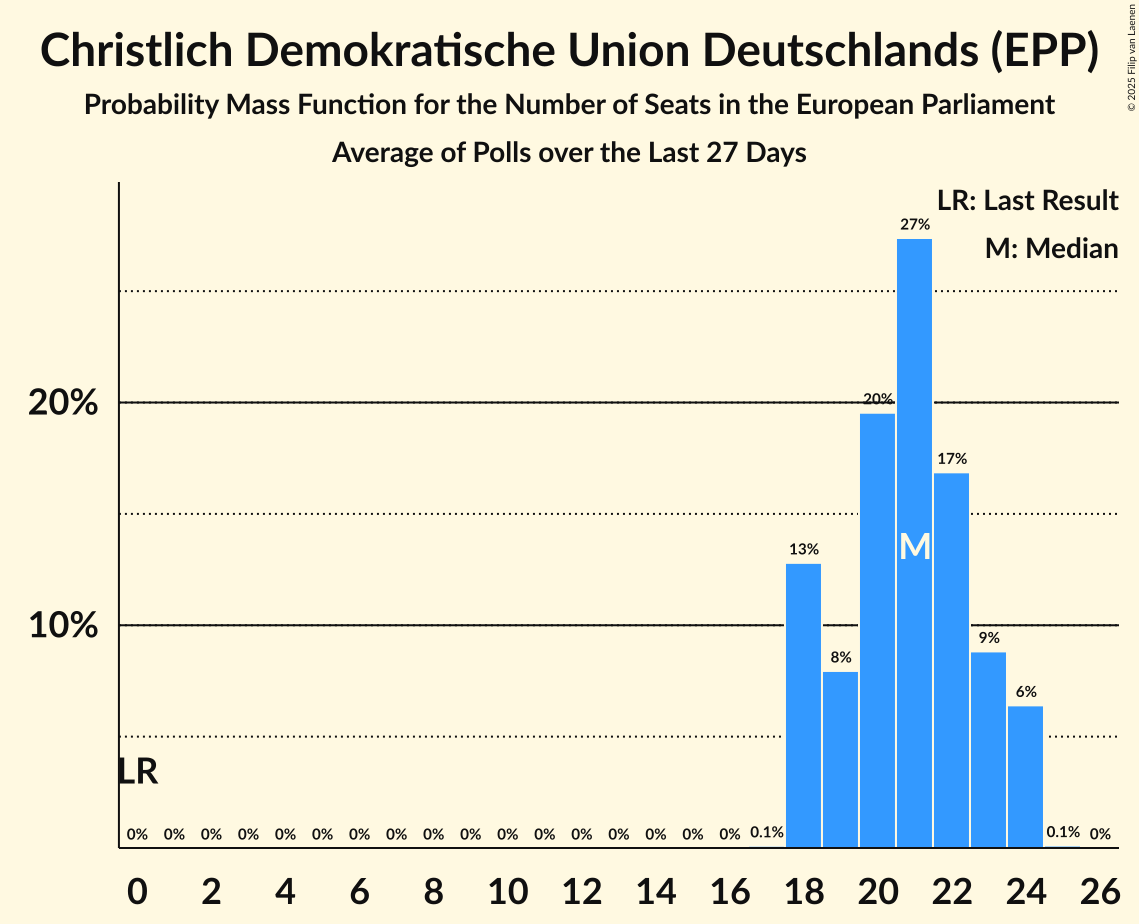 Christlich Demokratische Union Deutschlands (EPP)
Probability Mass Function for the Number of Seats in the European Parliament
Average of Polls over the Last 27 Days
© 2025 Filip van Laenen
LR: Last Result
M: Median
27%
20%
20%
17%
M
13%
10%
9%
8%
6%
LR
0% 0% 0% 0% 0% 0% 0% 0% 0% 0% 0% 0% 0% 0% 0% 0% 0% 0.1% 0.1% 0%
0 2 4 6 8 10 12 14 16 18 20 22 24 26